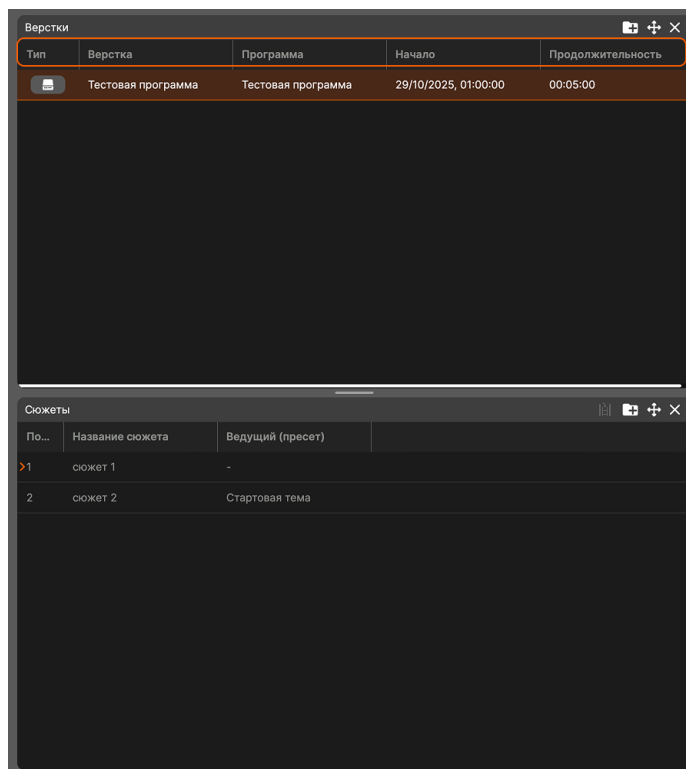 Верстки
Тип Верстка Программа Начало Продолжительность
Тестовая программа Тестовая программа 29/10/2025, 01:00:00 00:05:00
Сюжеты
По... Название сюжета Ведущий (пресет)
1 сюжет 1 -
2 сюжет 2 Стартовая тема